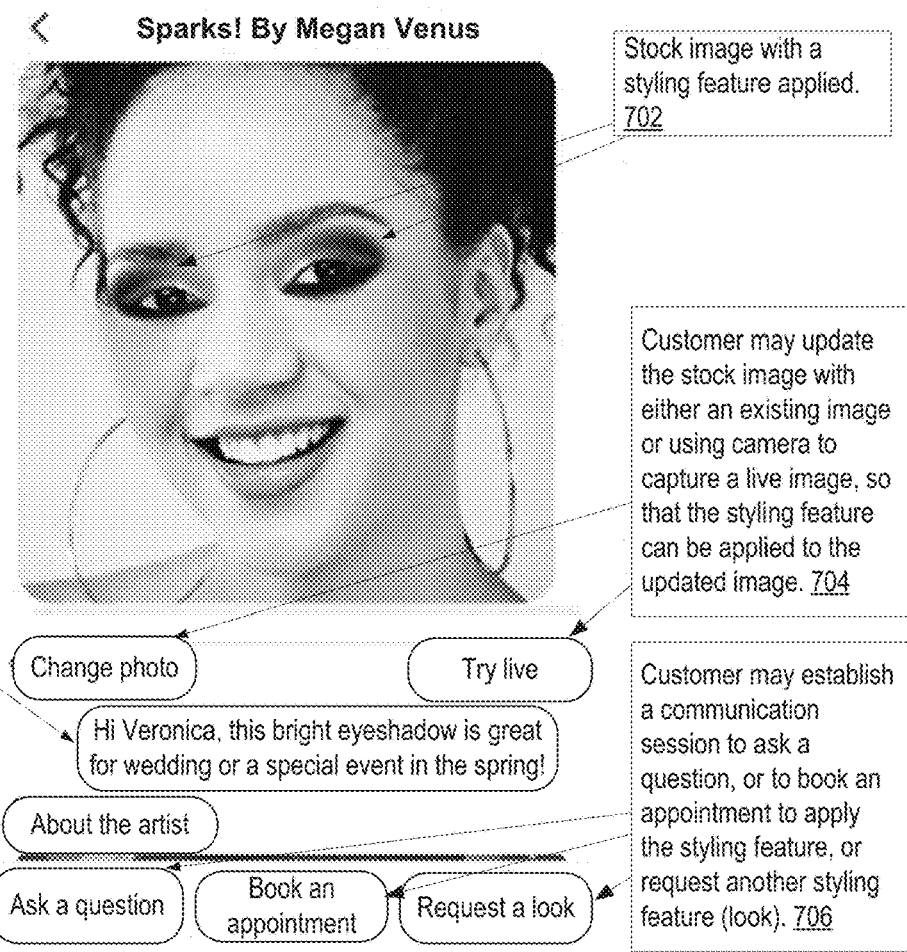 Sparks! By Megan Venus
Stock image with a
styling feature applied.
702
Customer may update
the stock image with
either an existing image
or using camera to
capture a live image, so
that the styling feature
can be applied to the
updated image. 704
Change photo
Try live
Hi Veronica, this bright eyeshadow is great
for wedding or a special event in the spring!
About the artist
Ask a question
Book an
appointment
Request a look
Customer may establish
a communication
session to ask a
question, or to book an
appointment to apply
the styling feature, or
request another styling
feature (look). 706